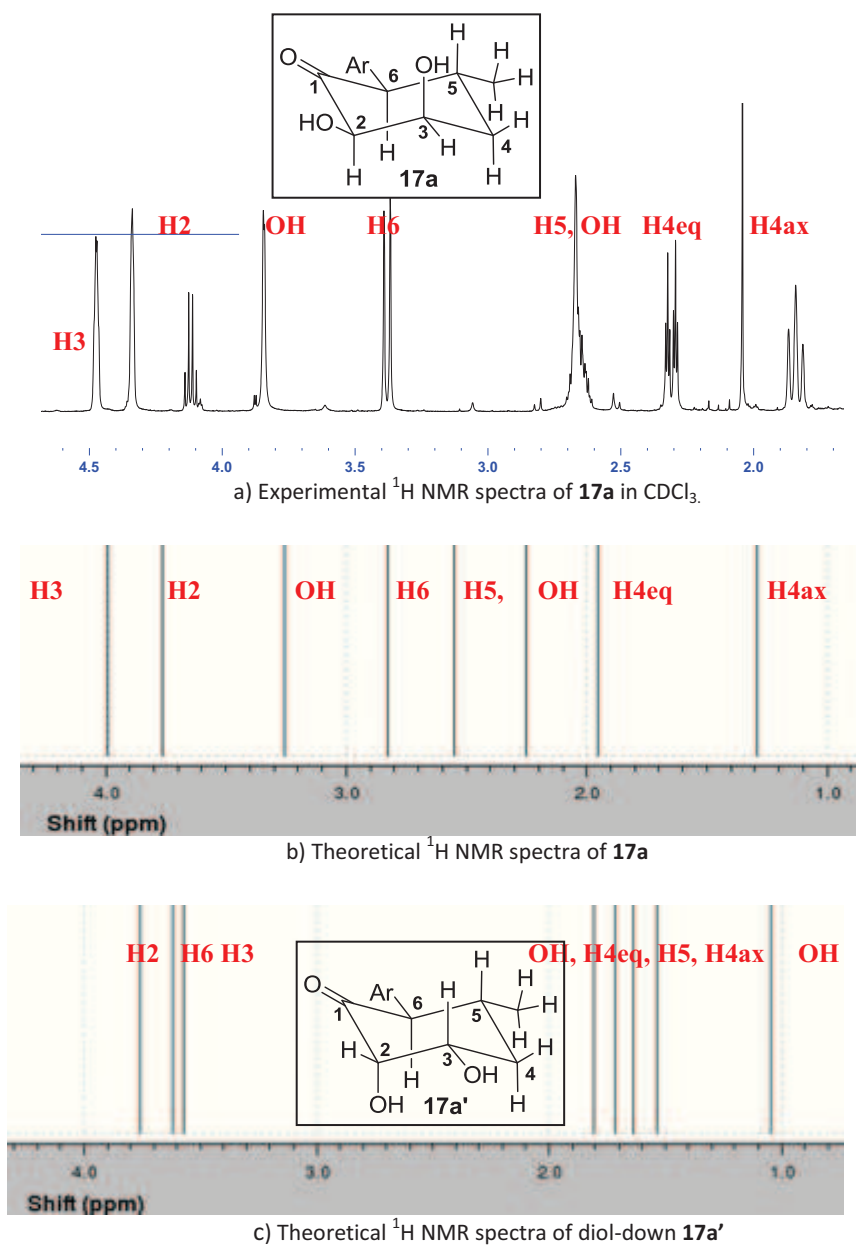 O
Ar
H
OH
H
H
1
6
5
H
HO
2
3
4
H
H
H
H
17a
H3
H2
OH
H6
H5, OH
H4eq
H4ax
4.5 4.0 3.5 3.0 2.5 2.0
a) Experimental ¹H NMR spectra of 17a in CDCl₃.
H3 H2 OH H6 H5, OH H4eq H4ax
4.0 3.0 2.0 1.0
Shift (ppm)
b) Theoretical ¹H NMR spectra of 17a
H2 H6 H3 OH, H4eq, H5, H4ax OH
O
Ar
H
H
H
H
1
6
5
H
H
2
3
4
H
OH
H
OH
H
17a'
4.0 3.0 2.0 1.0
Shift (ppm)
c) Theoretical ¹H NMR spectra of diol-down 17a’